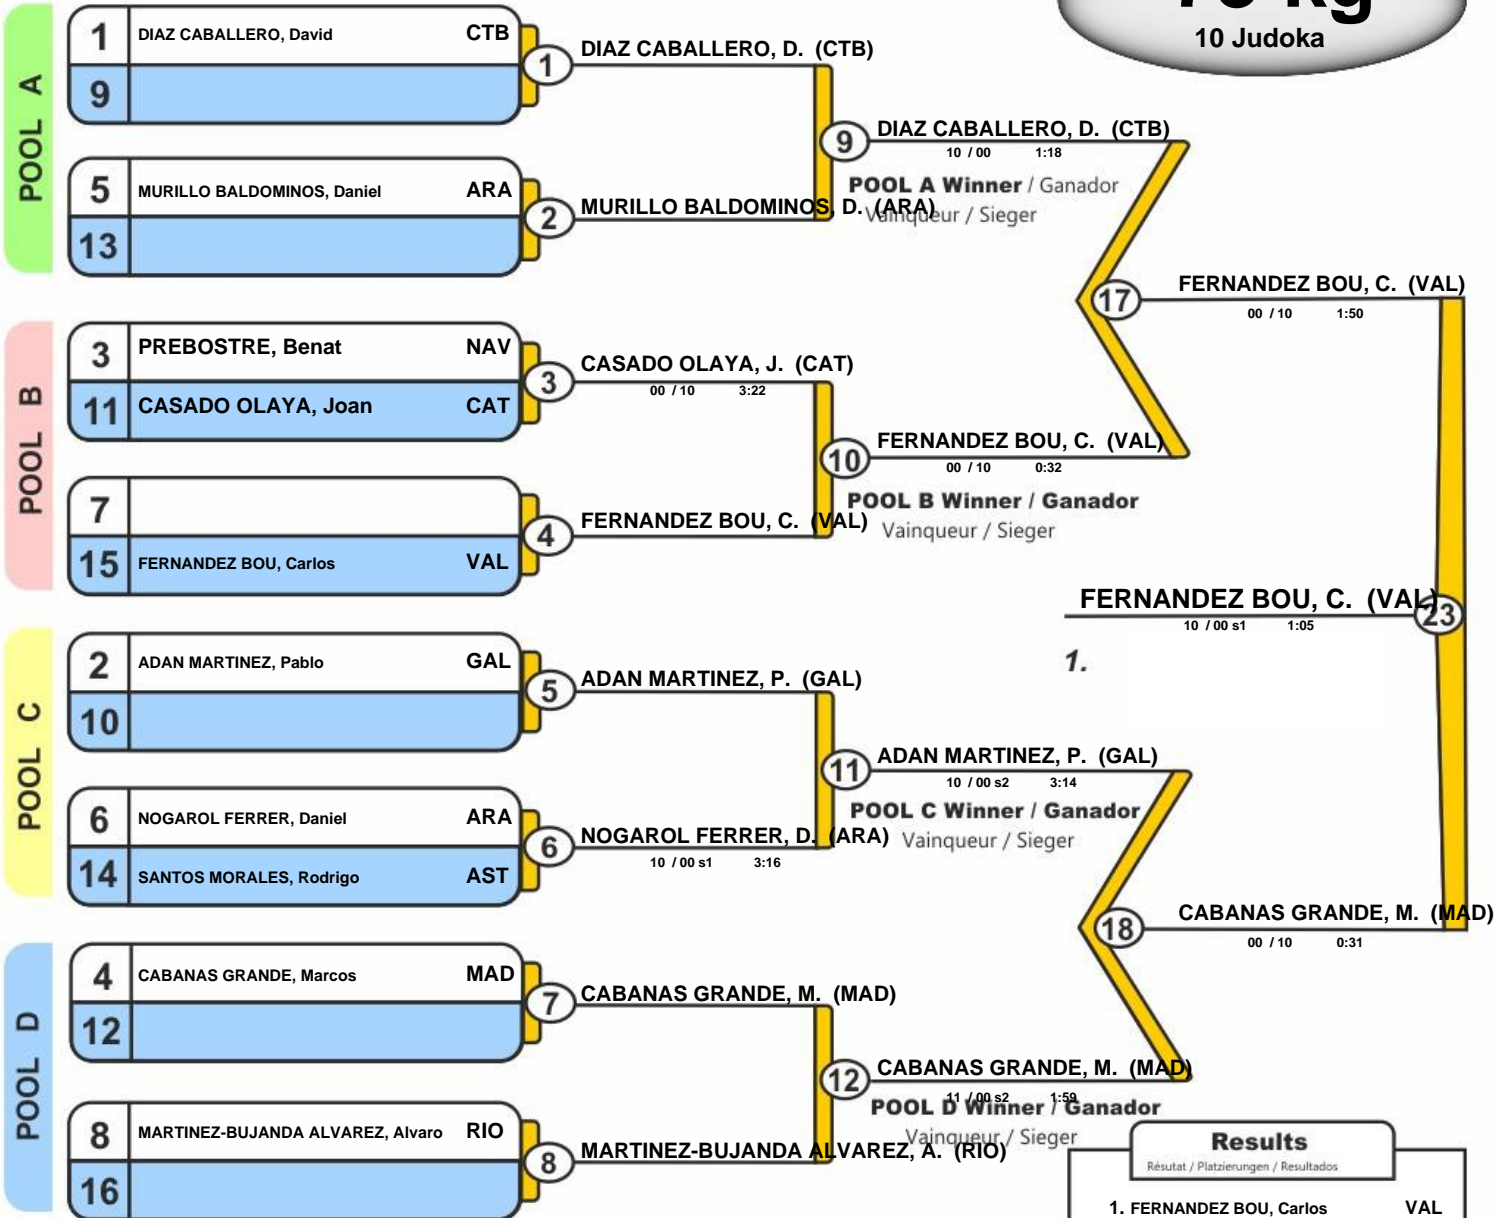 10 Judoka
POOL A
1 DIAZ CABALLERO, David CTB
9
5 MURILLO BALDOMINOS, Daniel ARA
13
1 DIAZ CABALLERO, D. (CTB)
2 MURILLO BALDOMINOS, D. (ARA)
9 DIAZ CABALLERO, D. (CTB)
10 / 00 1:18
POOL A Winner / Ganador
Vainqueur / Sieger
POOL B
3 PREBOSTRE, Benat NAV
11 CASADO OLAYA, Joan CAT
7
15 FERNANDEZ BOU, Carlos VAL
3 CASADO OLAYA, J. (CAT)
00 / 10 3:22
4 FERNANDEZ BOU, C. (VAL)
10 FERNANDEZ BOU, C. (VAL)
00 / 10 0:32
POOL B Winner / Ganador
Vainqueur / Sieger
17 FERNANDEZ BOU, C. (VAL)
00 / 10 1:50
FERNANDEZ BOU, C. (VAL) 23
10 / 00 s1 1:05
1.
POOL C
2 ADAN MARTINEZ, Pablo GAL
10
6 NOGAROL FERRER, Daniel ARA
14 SANTOS MORALES, Rodrigo AST
5 ADAN MARTINEZ, P. (GAL)
6 NOGAROL FERRER, D. (ARA)
10 / 00 s1 3:16
11 ADAN MARTINEZ, P. (GAL)
10 / 00 s2 3:14
POOL C Winner / Ganador
Vainqueur / Sieger
18 CABANAS GRANDE, M. (MAD)
00 / 10 0:31
POOL D
4 CABANAS GRANDE, Marcos MAD
12
8 MARTINEZ-BUJANDA ALVAREZ, Alvaro RIO
16
7 CABANAS GRANDE, M. (MAD)
8 MARTINEZ-BUJANDA ALVAREZ, A. (RIO)
12 CABANAS GRANDE, M. (MAD)
11 / 00 s2 1:59
POOL D Winner / Ganador
Vainqueur / Sieger
Results
Résutat / Platzierungen / Resultados
1. FERNANDEZ BOU, Carlos VAL